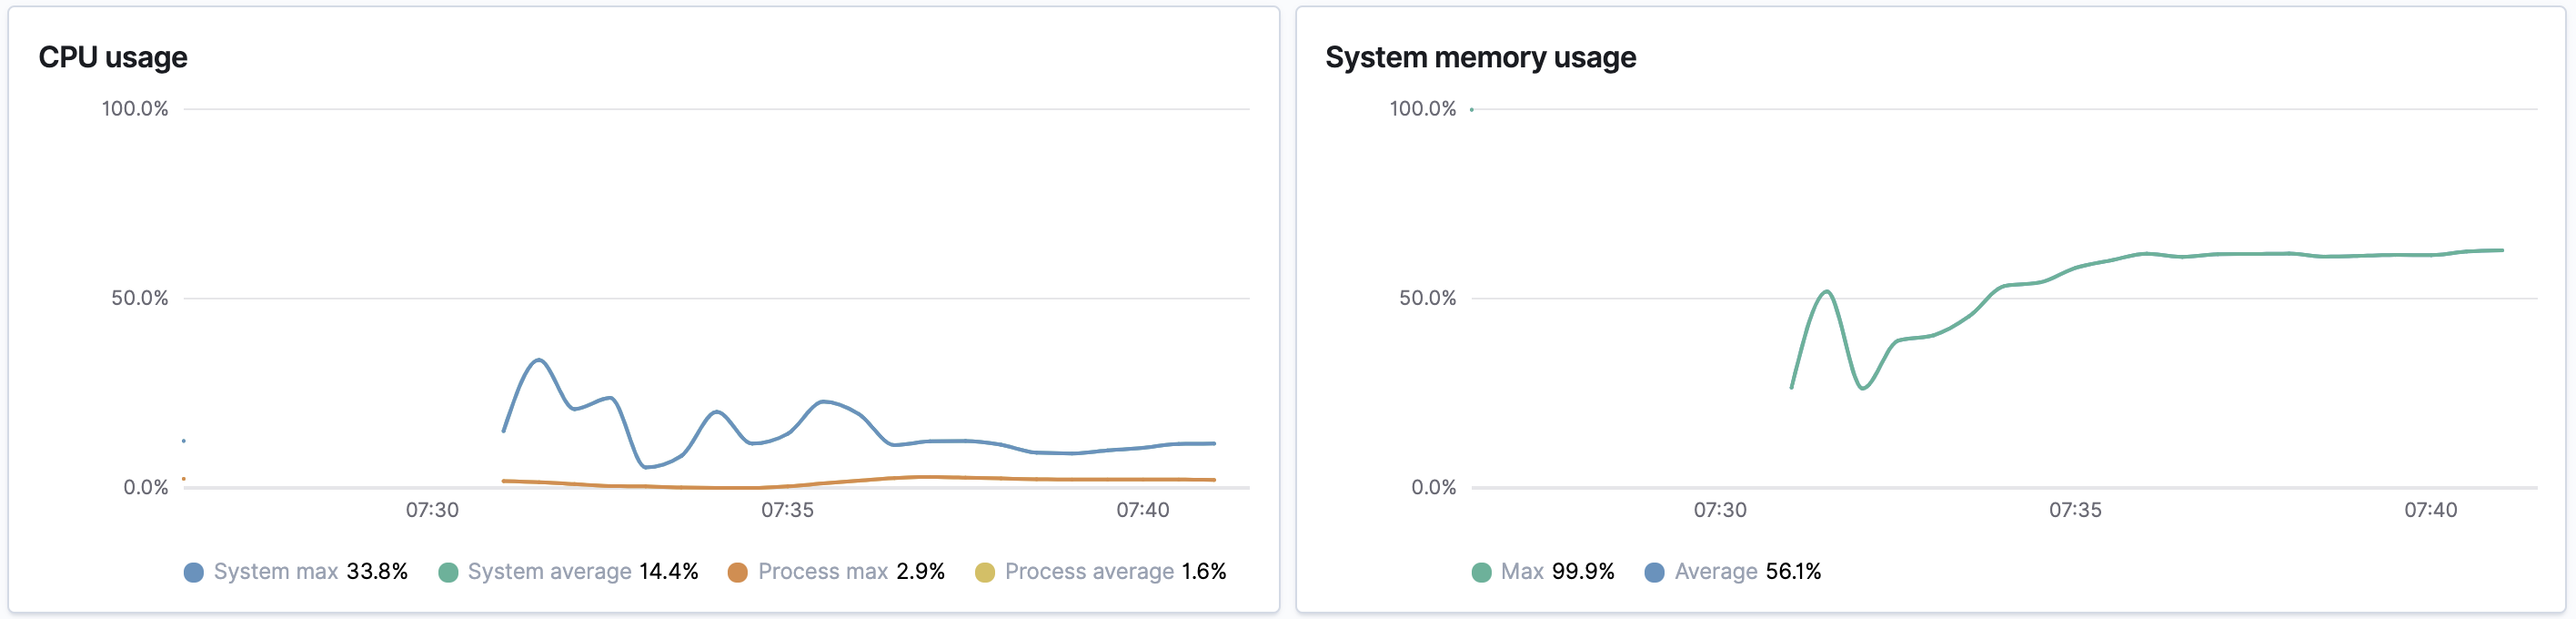 CPU usage
100.0%
50.0%
0.0%
07:30 07:35 07:40
System max 33.8% System average 14.4% Process max 2.9% Process average 1.6%
System memory usage
100.0%
50.0%
0.0%
07:30 07:35 07:40
Max 99.9% Average 56.1%